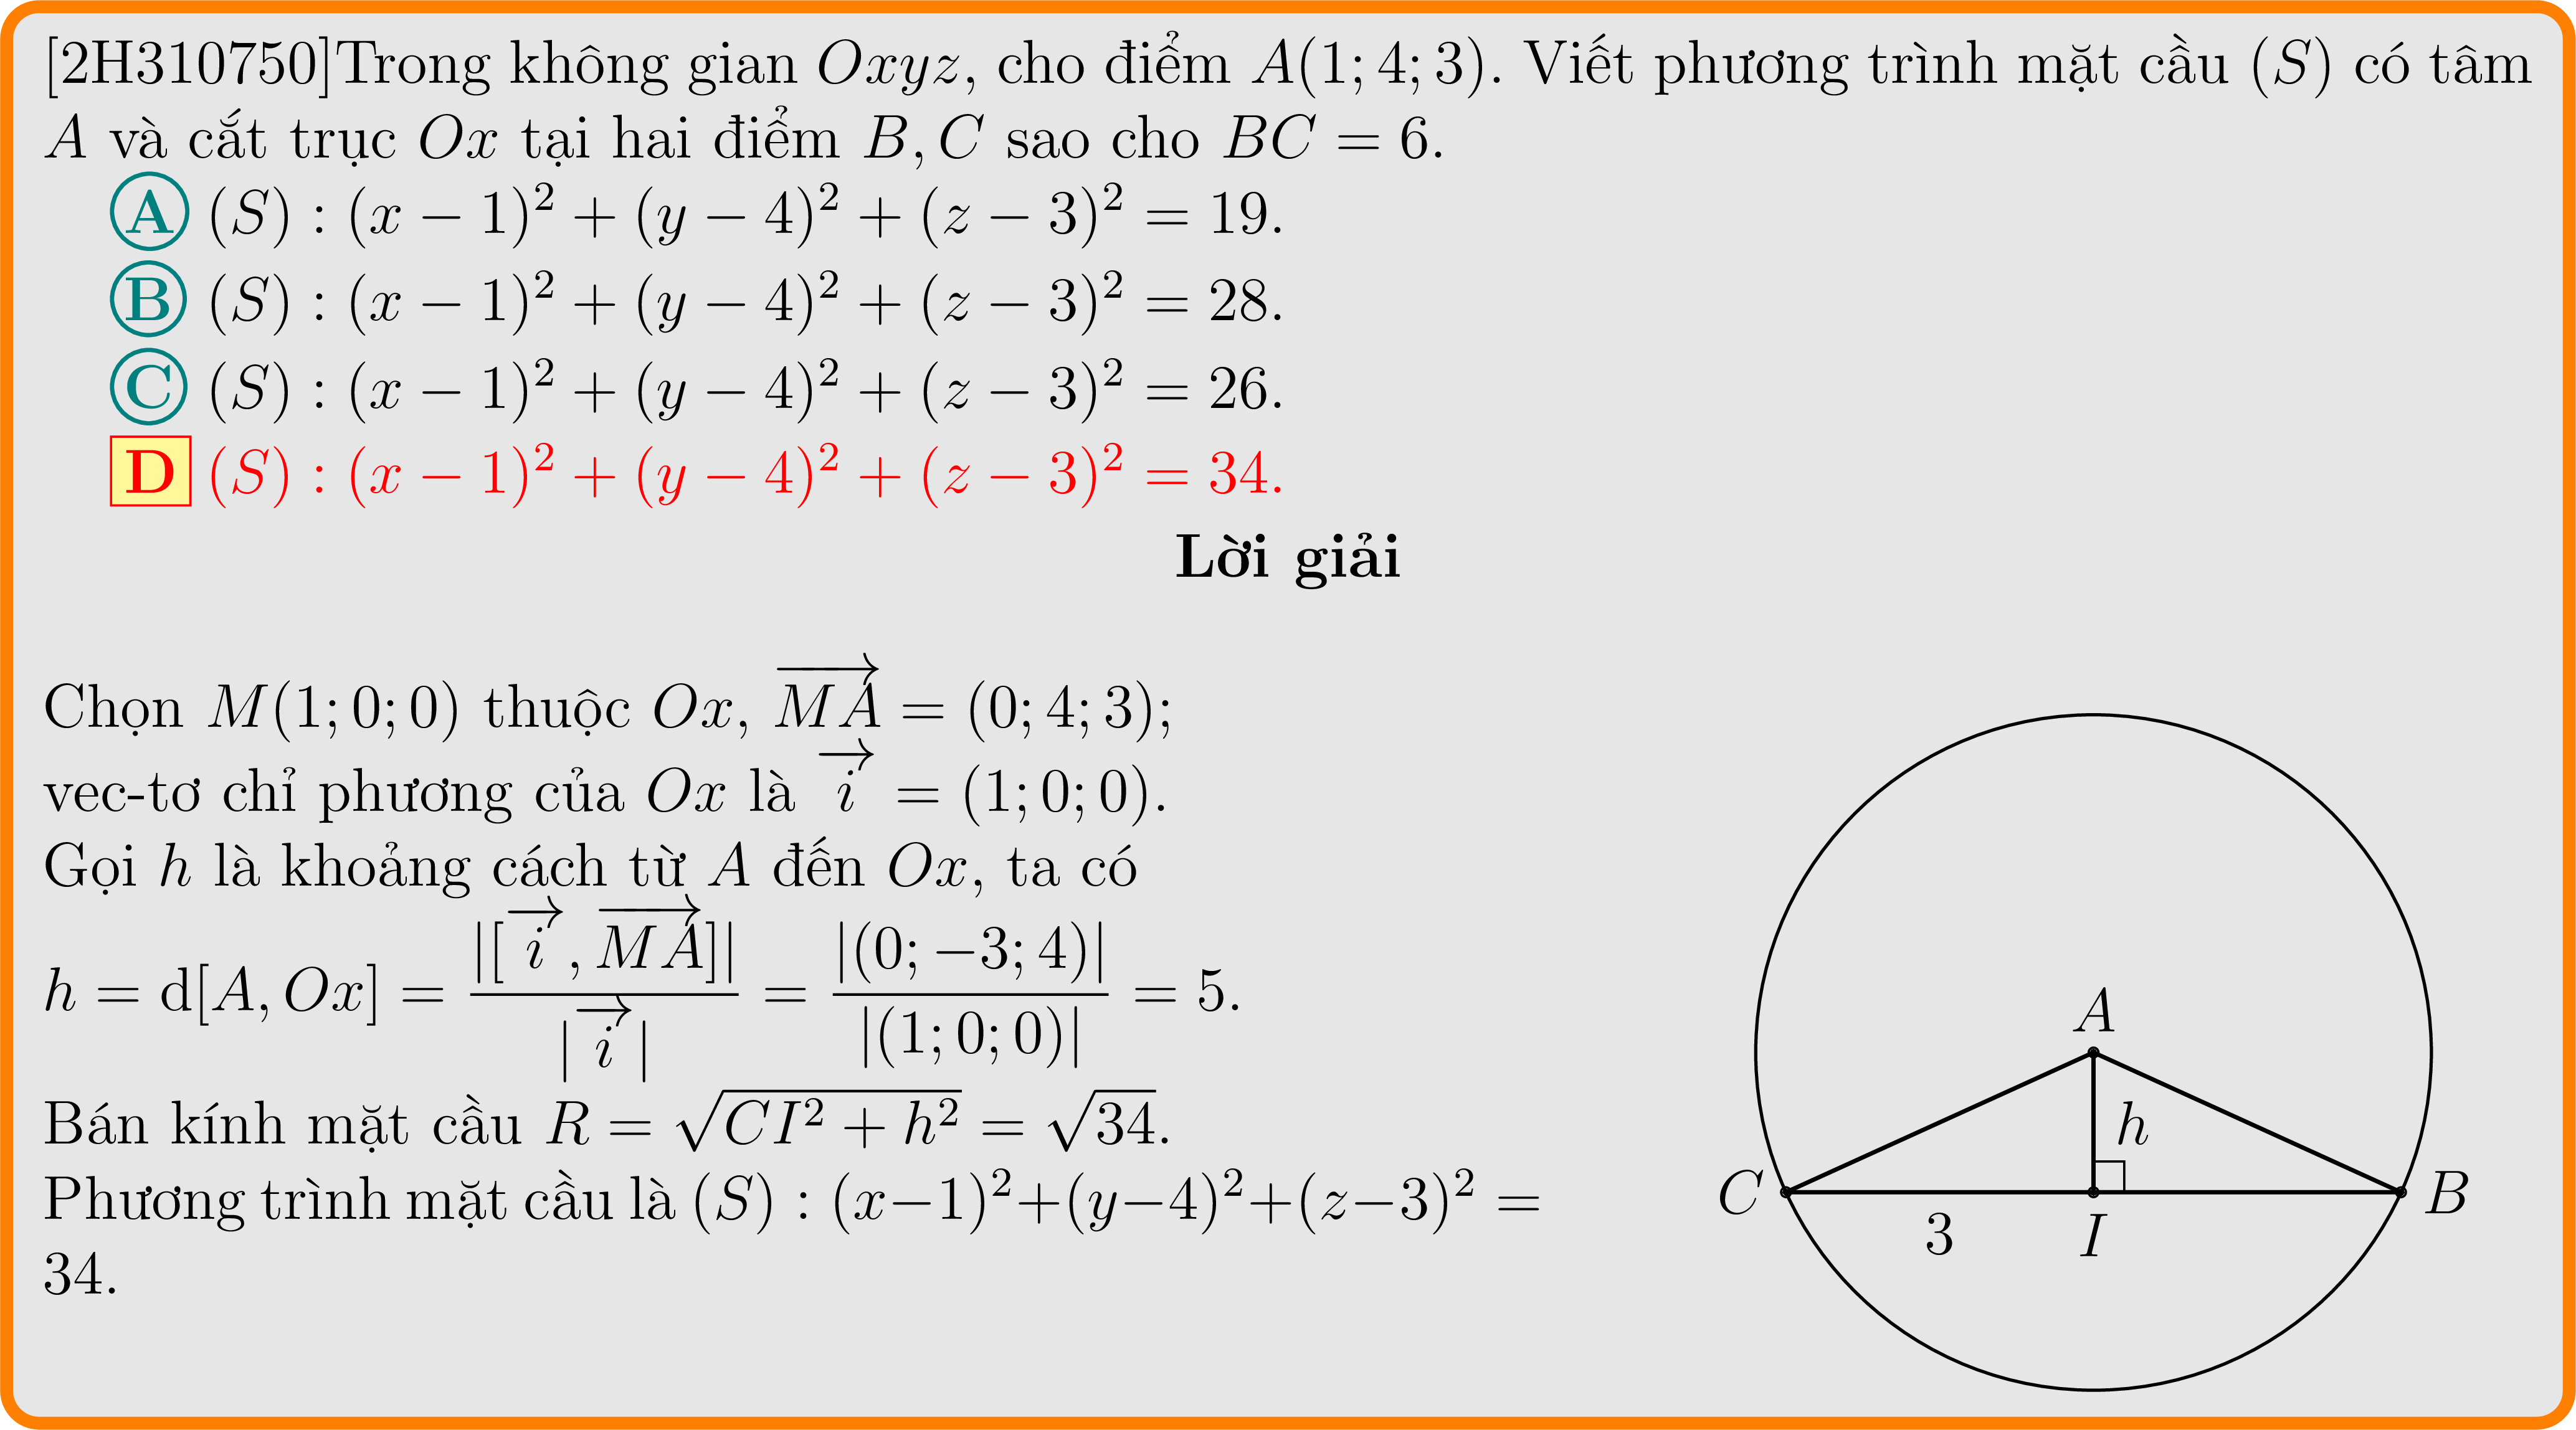 [2H310750]Trong không gian Oxyz, cho điểm A(1; 4; 3). Viết phương trình mặt cầu (S) có tâm
A và cắt trục Ox tại hai điểm B, C sao cho BC = 6.
A (S) : (x − 1)² + (y − 4)² + (z − 3)² = 19.
B (S) : (x − 1)² + (y − 4)² + (z − 3)² = 28.
C (S) : (x − 1)² + (y − 4)² + (z − 3)² = 26.
D (S) : (x − 1)² + (y − 4)² + (z − 3)² = 34.
Lời giải
Chọn M(1; 0; 0) thuộc Ox, $\overrightarrow{MA}$ = (0; 4; 3);
vec-tơ chỉ phương của Ox là $\overrightarrow{i}$ = (1; 0; 0).
Gọi h là khoảng cách từ A đến Ox, ta có
h = d[A, Ox] = $\frac{|[\overrightarrow{i}, \overrightarrow{MA}]|}{|\overrightarrow{i}|}$ = $\frac{|(0; -3; 4)|}{|(1; 0; 0)|}$ = 5.
Bán kính mặt cầu R = $\sqrt{CI^2 + h^2}$ = $\sqrt{34}$.
Phương trình mặt cầu là (S) : (x−1)²+(y−4)²+(z−3)² =
34.
A
h
C
B
3
I